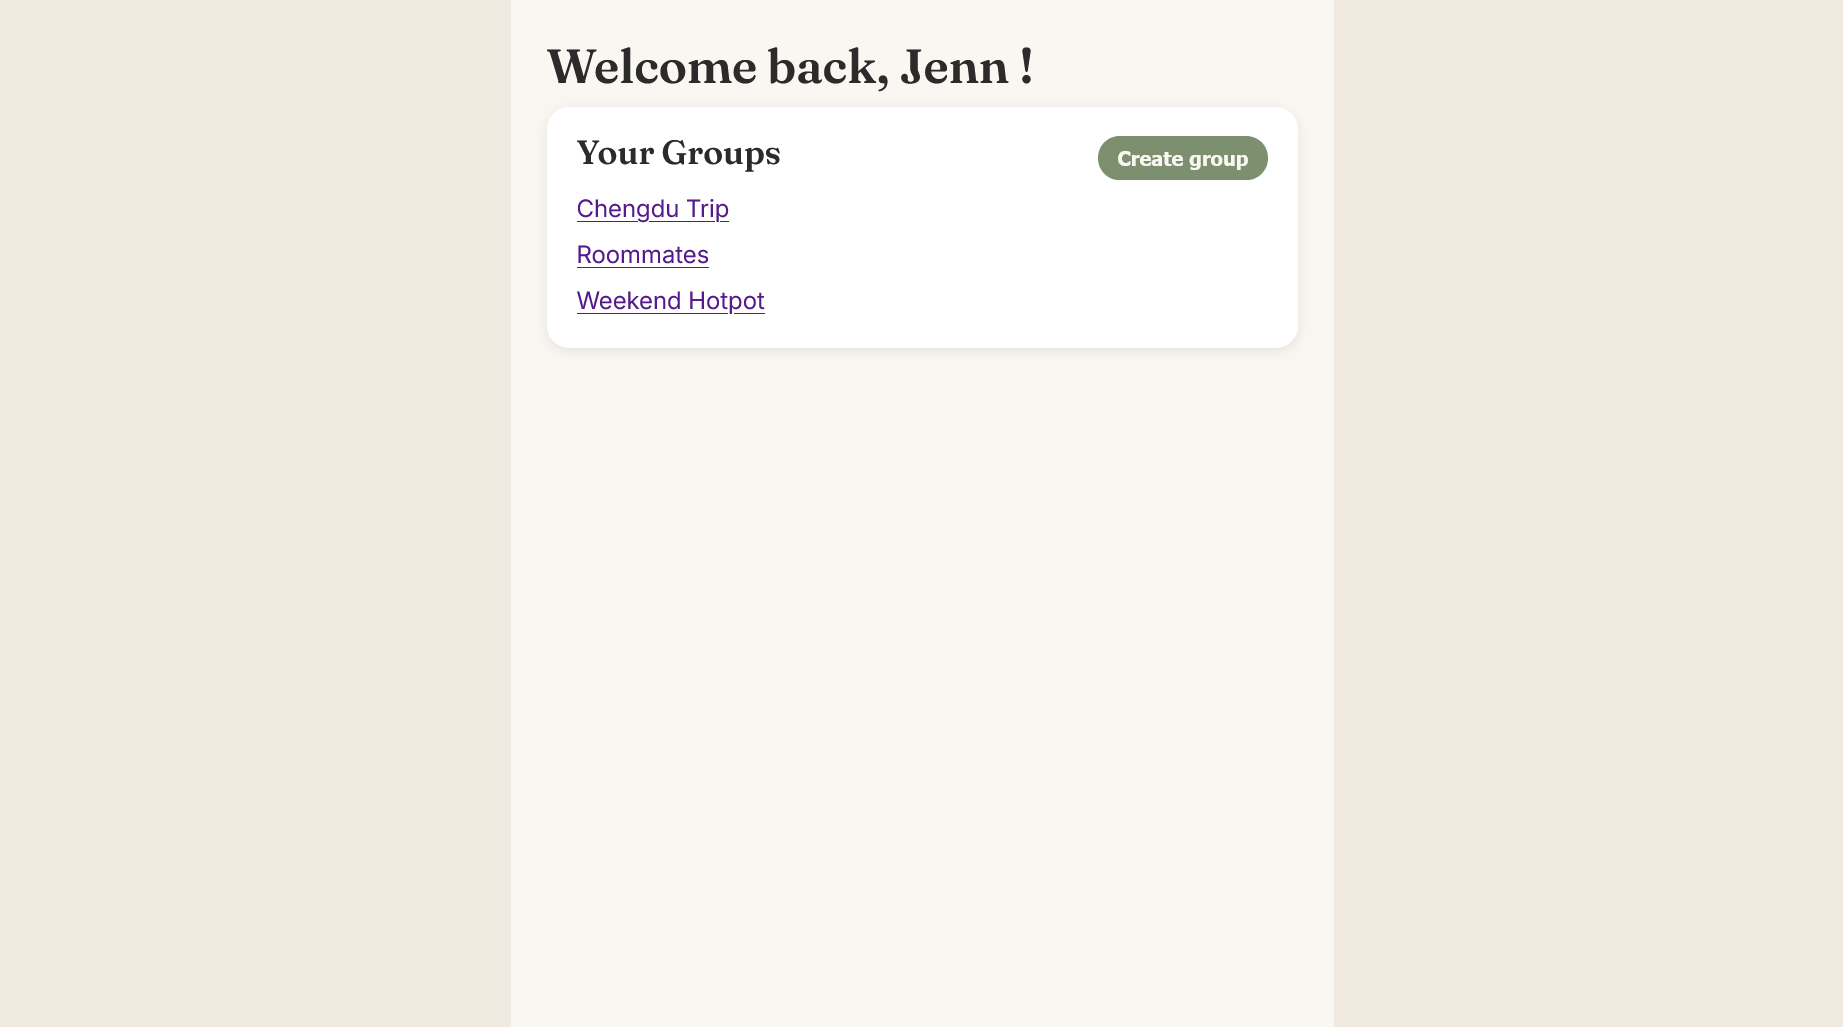 Welcome back, Jenn !
Your Groups
Create group
Chengdu Trip
Roommates
Weekend Hotpot